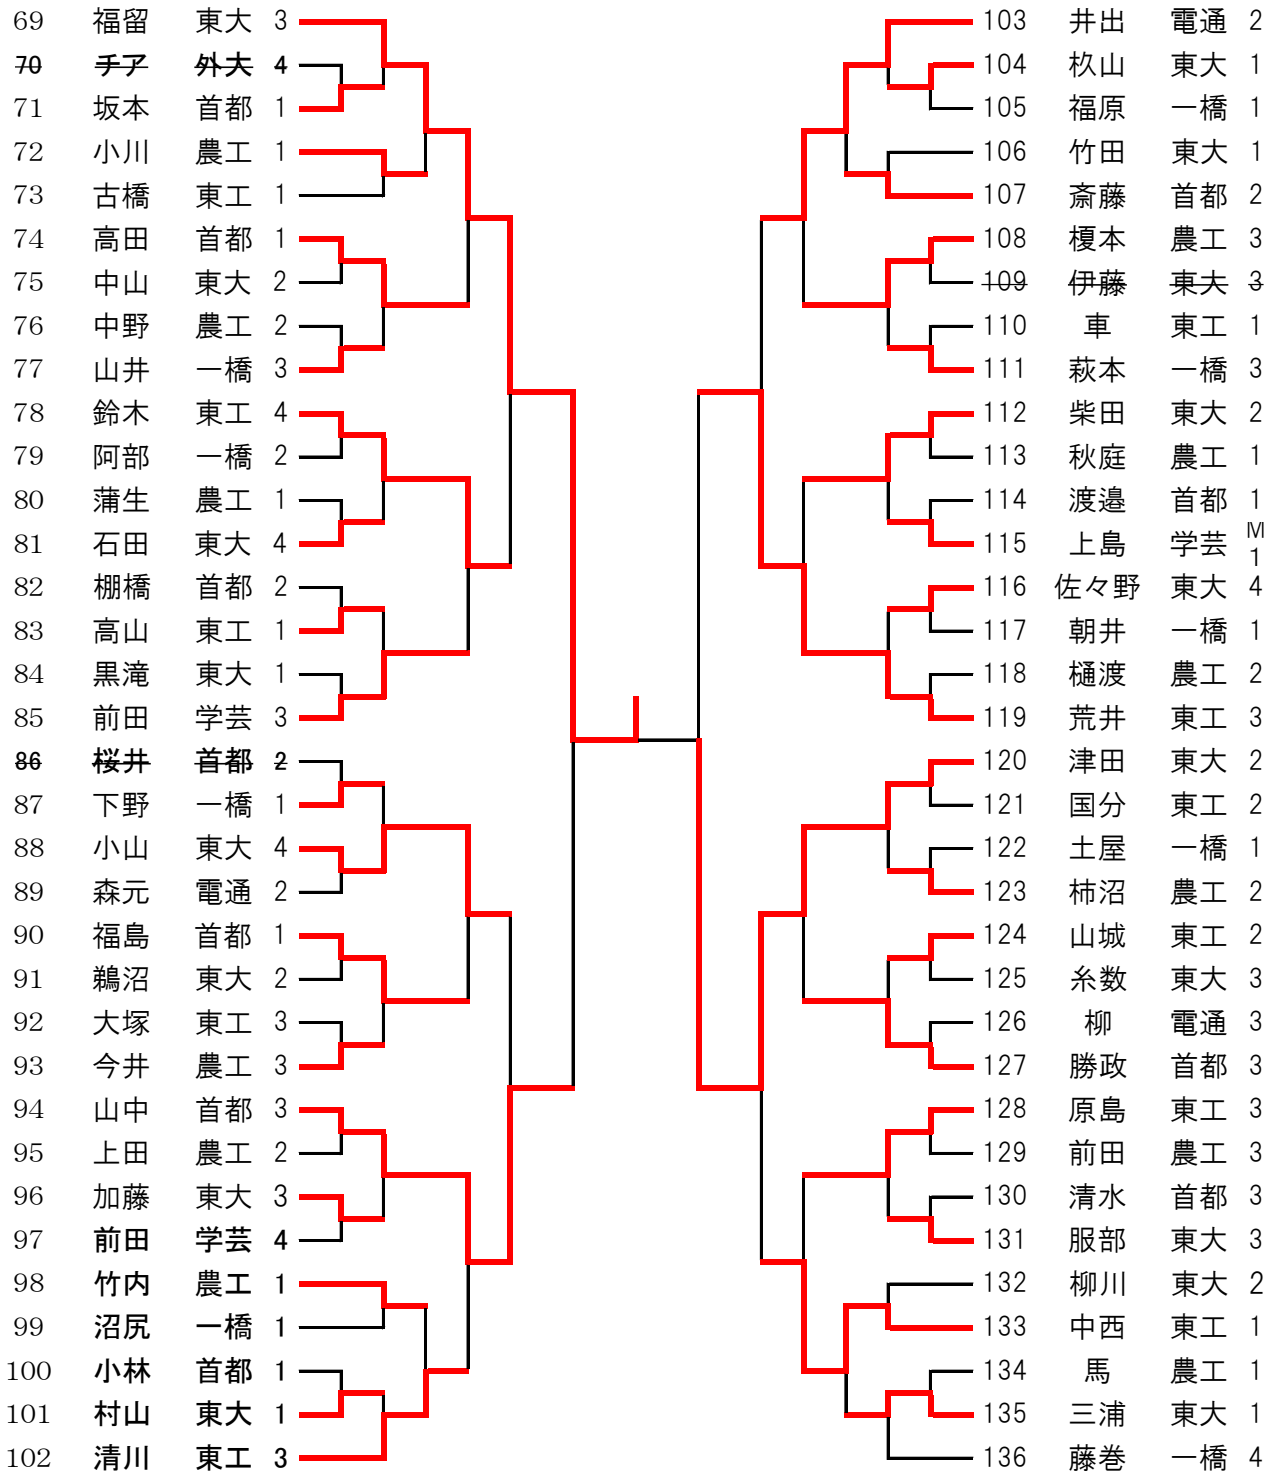 69 福留 東大 3
70 チア 外大 4
71 坂本 首都 1
72 小川 農工 1
73 古橋 東工 1
74 高田 首都 1
75 中山 東大 2
76 中野 農工 2
77 山井 一橋 3
78 鈴木 東工 4
79 阿部 一橋 2
80 蒲生 農工 1
81 石田 東大 4
82 棚橋 首都 2
83 高山 東工 1
84 黒滝 東大 1
85 前田 学芸 3
86 桜井 首都 2
87 下野 一橋 1
88 小山 東大 4
89 森元 電通 2
90 福島 首都 1
91 鵜沼 東大 2
92 大塚 東工 3
93 今井 農工 3
94 山中 首都 3
95 上田 農工 2
96 加藤 東大 3
97 前田 学芸 4
98 竹内 農工 1
99 沼尻 一橋 1
100 小林 首都 1
101 村山 東大 1
102 清川 東工 3
103 井出 電通 2
104 杦山 東大 1
105 福原 一橋 1
106 竹田 東大 1
107 斎藤 首都 2
108 榎本 農工 3
109 伊藤 東大 3
110 車 東工 1
111 萩本 一橋 3
112 柴田 東大 2
113 秋庭 農工 1
114 渡邉 首都 1
115 上島 学芸 M1
116 佐々野 東大 4
117 朝井 一橋 1
118 樋渡 農工 2
119 荒井 東工 3
120 津田 東大 2
121 国分 東工 2
122 土屋 一橋 1
123 柿沼 農工 2
124 山城 東工 2
125 糸数 東大 3
126 柳 電通 3
127 勝政 首都 3
128 原島 東工 3
129 前田 農工 3
130 清水 首都 3
131 服部 東大 3
132 柳川 東大 2
133 中西 東工 1
134 馬 農工 1
135 三浦 東大 1
136 藤巻 一橋 4